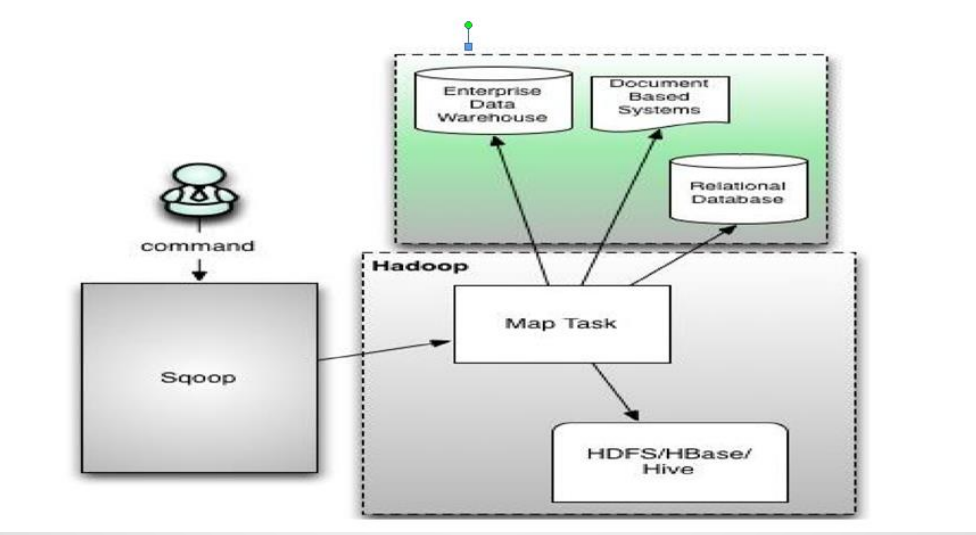 Enterprise
Data
Warehouse
Document
Based
Systems
Relational
Database
command
Hadoop
Map Task
Sqoop
HDFS/HBase/
Hive